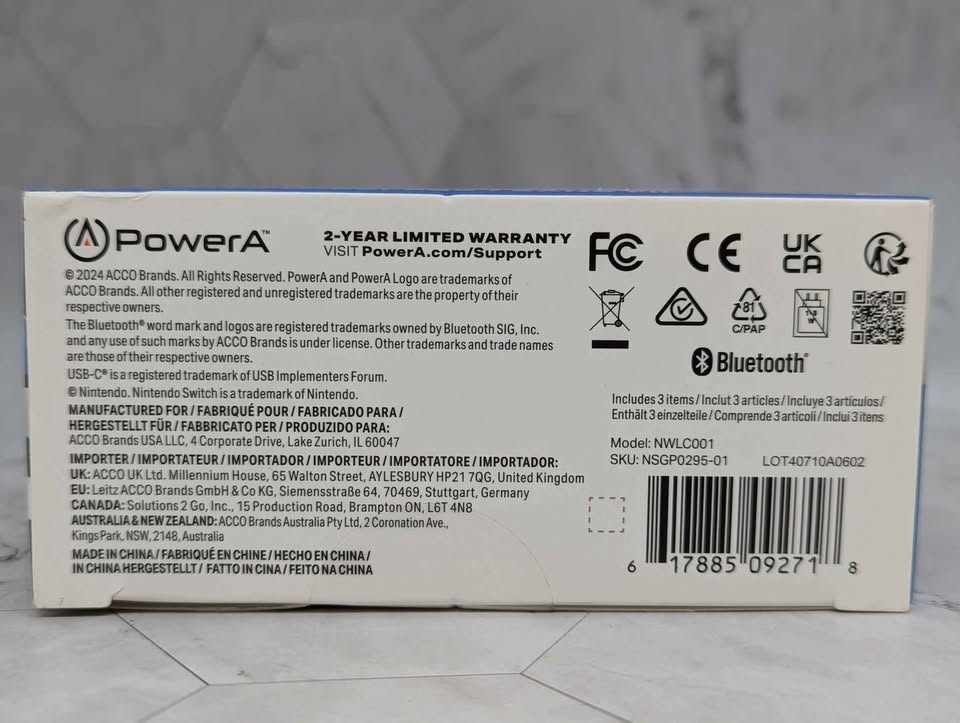 PowerA™
2-YEAR LIMITED WARRANTY
VISIT PowerA.com/Support
© 2024 ACCO Brands. All Rights Reserved. PowerA and PowerA Logo are trademarks of
ACCO Brands. All other registered and unregistered trademarks are the property of their
respective owners.
The Bluetooth® word mark and logos are registered trademarks owned by Bluetooth SIG, Inc.
and any use of such marks by ACCO Brands is under license. Other trademarks and trade names
are those of their respective owners.
USB-C® is a registered trademark of USB Implementers Forum.
© Nintendo. Nintendo Switch is a trademark of Nintendo.
MANUFACTURED FOR / FABRIQUÉ POUR / FABRICADO PARA /
HERGESTELLT FÜR / FABBRICATO PER / PRODUZIDO PARA:
ACCO Brands USA LLC, 4 Corporate Drive, Lake Zurich, IL 60047
IMPORTER / IMPORTATEUR / IMPORTADOR / IMPORTEUR / IMPORTATORE / IMPORTADOR:
UK: ACCO UK Ltd. Millennium House, 65 Walton Street, AYLESBURY HP21 7QG, United Kingdom
EU: Leitz ACCO Brands GmbH & Co KG, Siemensstraße 64, 70469, Stuttgart, Germany
CANADA: Solutions 2 Go, Inc., 15 Production Road, Brampton ON, L6T 4N8
AUSTRALIA & NEW ZEALAND: ACCO Brands Australia Pty Ltd, 2 Coronation Ave.,
Kings Park, NSW, 2148, Australia
MADE IN CHINA / FABRIQUÉ EN CHINE / HECHO EN CHINA /
IN CHINA HERGESTELLT / FATTO IN CINA / FEITO NA CHINA
FC CE UK
CA
81
C/PAP
W
Bluetooth®
Includes 3 items / Inclut 3 articles / Incluye 3 artículos /
Enthält 3 einzelteile / Comprende 3 articoli / Inclui 3 itens
Model: NWLC001
SKU: NSGP0295-01 LOT40710A0602
6 17885 09271 8